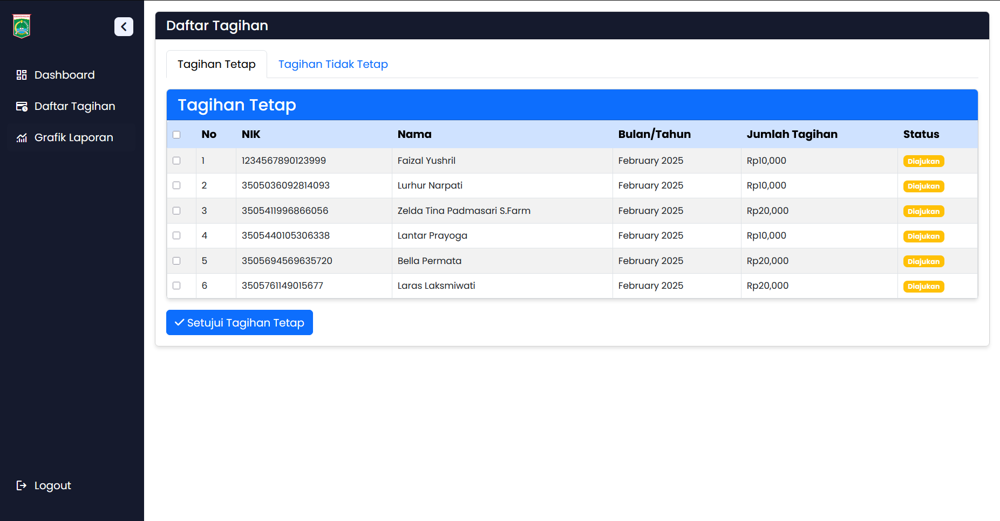 Daftar Tagihan
Dashboard
Daftar Tagihan
Grafik Laporan
Logout
Tagihan Tetap Tagihan Tidak Tetap
Tagihan Tetap
No NIK Nama Bulan/Tahun Jumlah Tagihan Status
1 1234567890123999 Faizal Yushril February 2025 Rp10,000 Diajukan
2 3505036092814093 Lurhur Narpati February 2025 Rp10,000 Diajukan
3 3505411996866056 Zelda Tina Padmasari S.Farm February 2025 Rp20,000 Diajukan
4 3505440105306338 Lantar Prayoga February 2025 Rp10,000 Diajukan
5 3505694569635720 Bella Permata February 2025 Rp20,000 Diajukan
6 3505761149015677 Laras Laksmiwati February 2025 Rp20,000 Diajukan
Setujui Tagihan Tetap